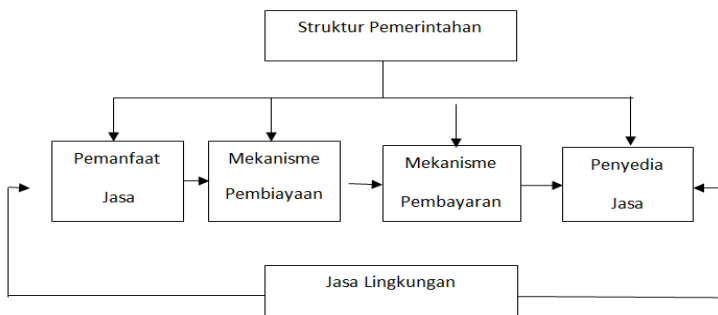 Struktur Pemerintahan
Pemanfaat
Jasa
Mekanisme
Pembiayaan
Mekanisme
Pembayaran
Penyedia
Jasa
Jasa Lingkungan